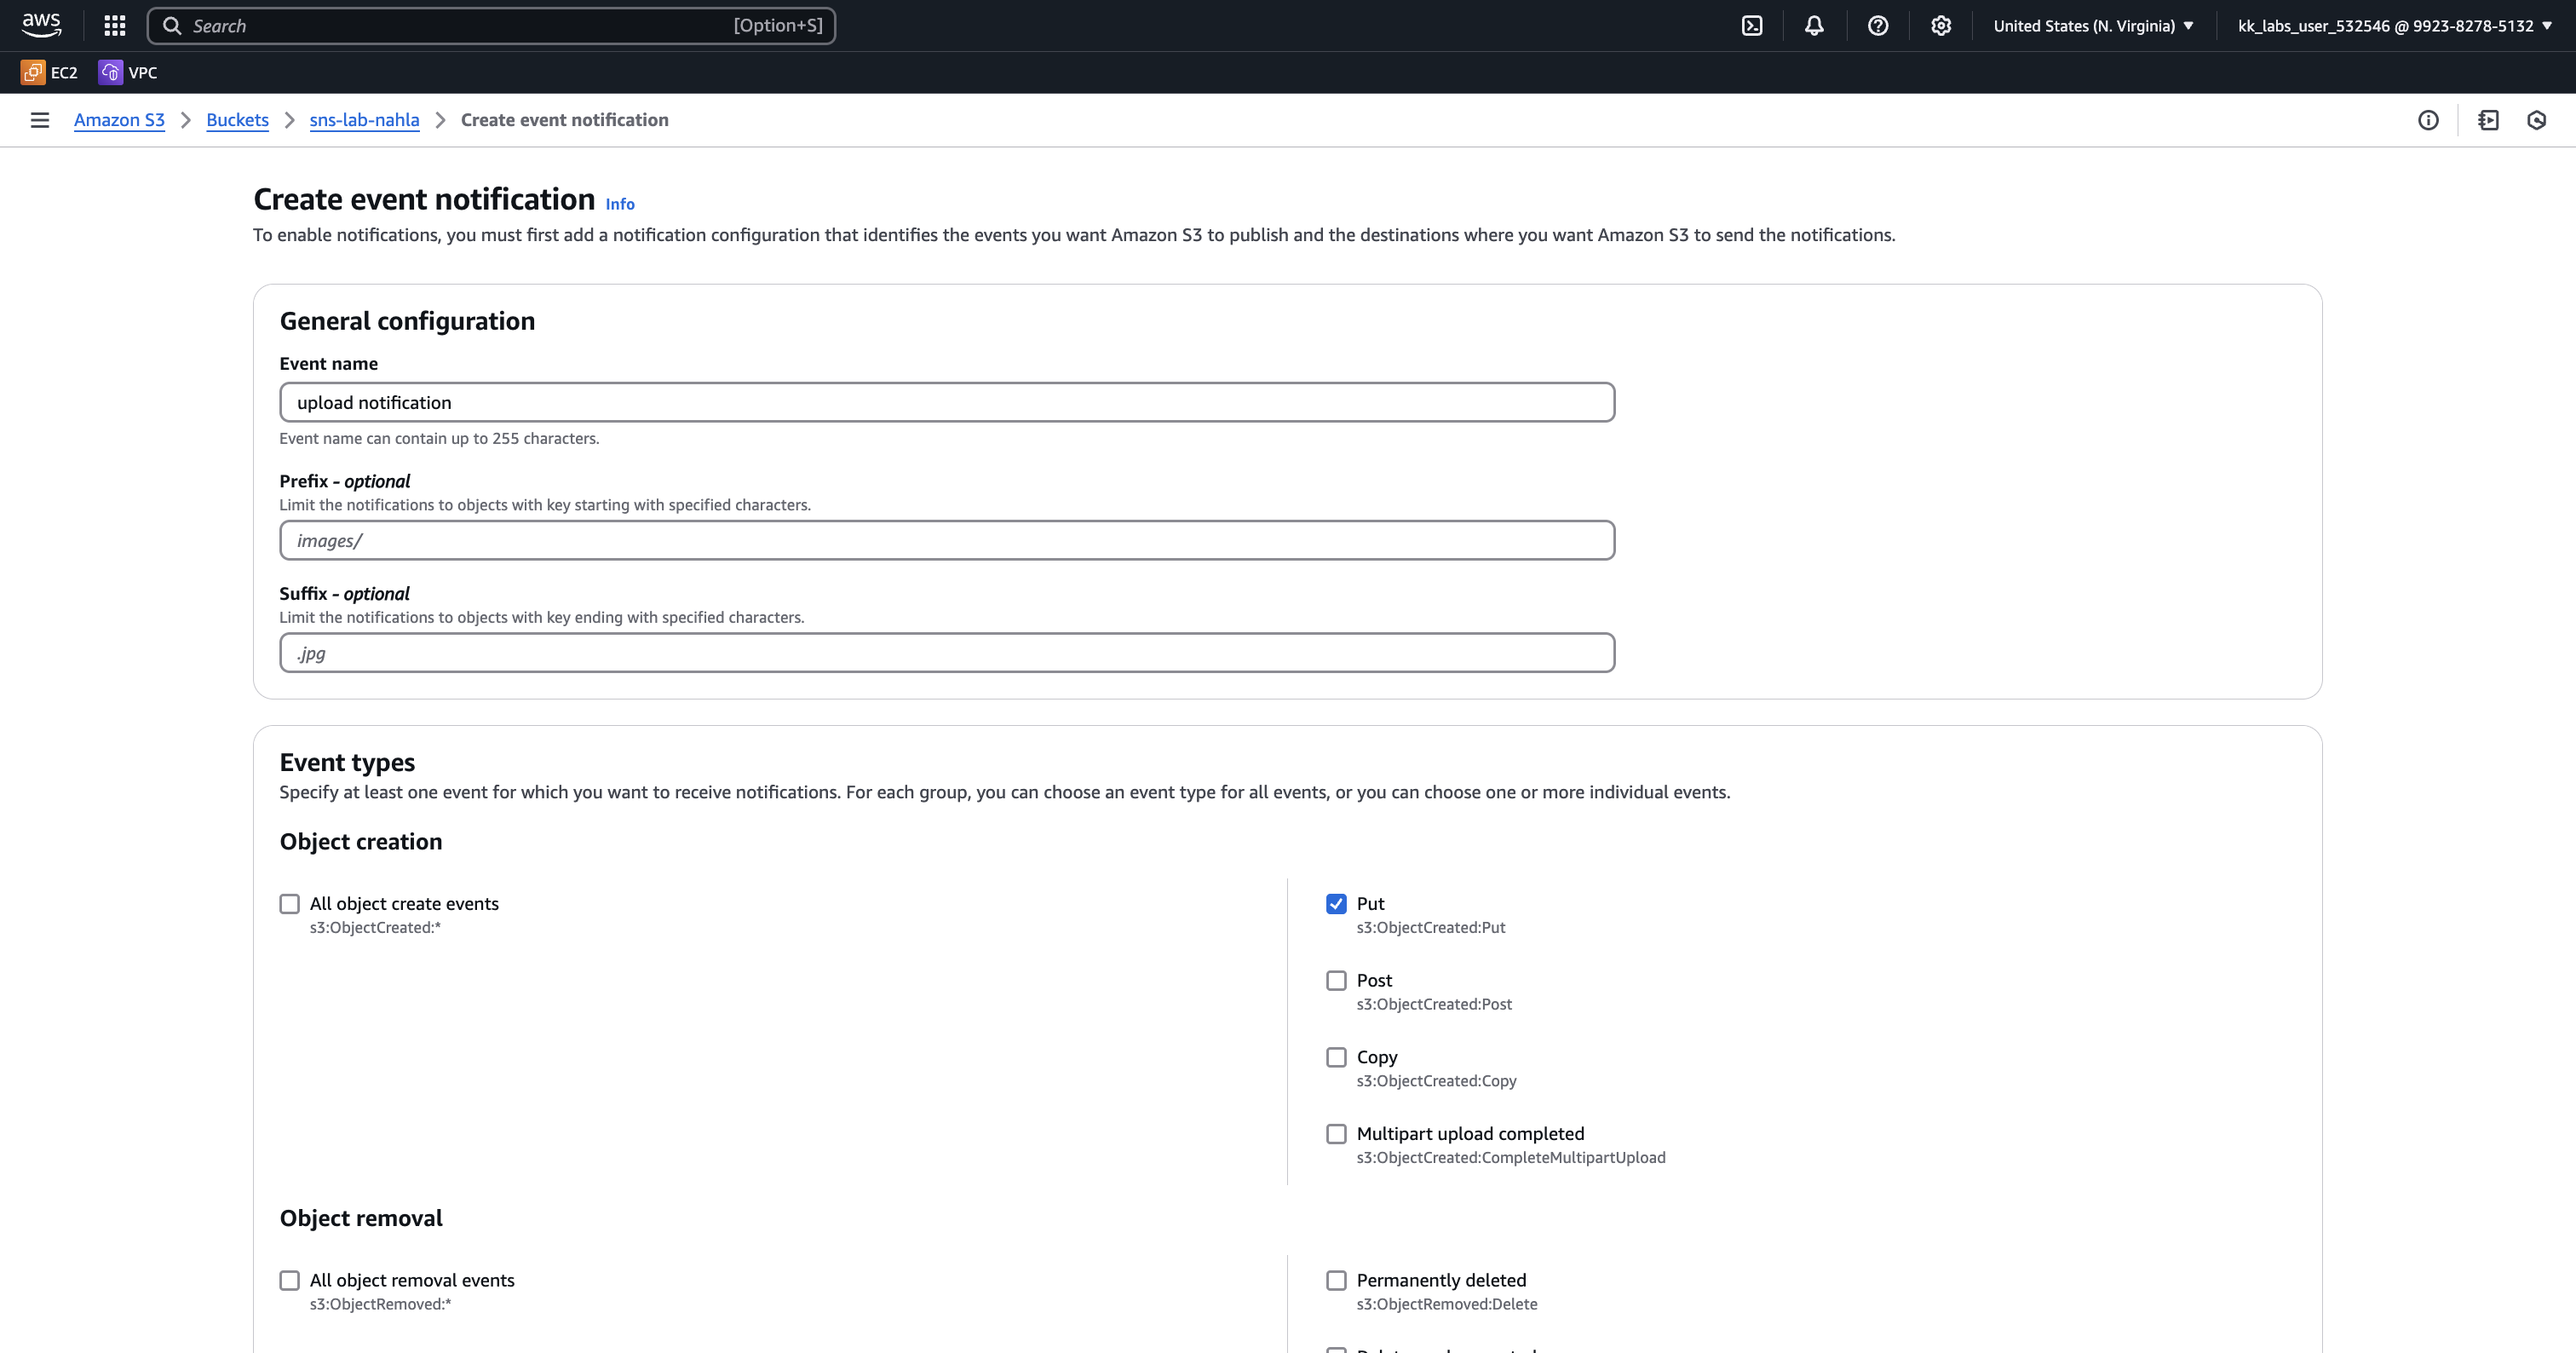 aws
Search [Option+S]
United States (N. Virginia) ▼
kk_labs_user_532546 @ 9923-8278-5132 ▼
EC2
VPC
Amazon S3 > Buckets > sns-lab-nahla > Create event notification
Create event notification Info
To enable notifications, you must first add a notification configuration that identifies the events you want Amazon S3 to publish and the destinations where you want Amazon S3 to send the notifications.
General configuration
Event name
upload notification
Event name can contain up to 255 characters.
Prefix - optional
Limit the notifications to objects with key starting with specified characters.
images/
Suffix - optional
Limit the notifications to objects with key ending with specified characters.
.jpg
Event types
Specify at least one event for which you want to receive notifications. For each group, you can choose an event type for all events, or you can choose one or more individual events.
Object creation
All object create events
s3:ObjectCreated:*
Put
s3:ObjectCreated:Put
Post
s3:ObjectCreated:Post
Copy
s3:ObjectCreated:Copy
Multipart upload completed
s3:ObjectCreated:CompleteMultipartUpload
Object removal
All object removal events
s3:ObjectRemoved:*
Permanently deleted
s3:ObjectRemoved:Delete